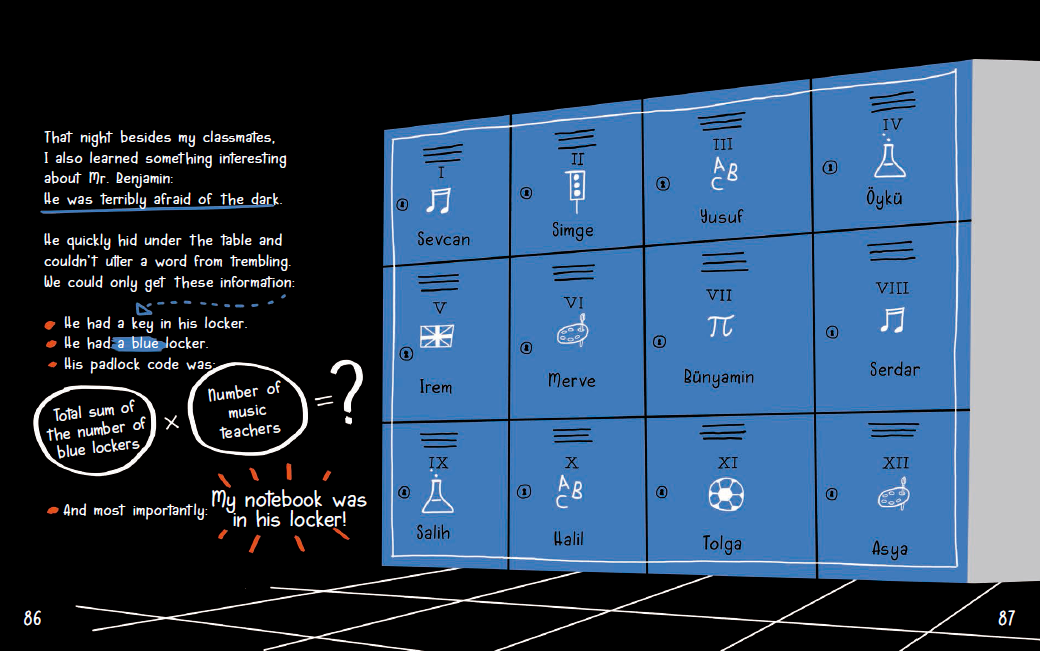 That night besides my classmates,
I also learned something interesting
about Mr. Benjamin:
He was terribly afraid of the dark.
He quickly hid under the table and
couldn't utter a word from trembling.
We could only get these information:
He had a key in his locker.
He had a blue locker.
His padlock code was:
Total sum of
the number of
blue lockers
×
Number of
music
teachers
= ?
And most importantly:
My notebook was
in his locker!
86
I
Sevcan
II
Simge
III
A B C
Yusuf
IV
Öykü
V
Irem
VI
Merve
VII
π
Bünyamin
VIII
Serdar
IX
Salih
X
A B C
Halil
XI
Tolga
XII
Asya
87